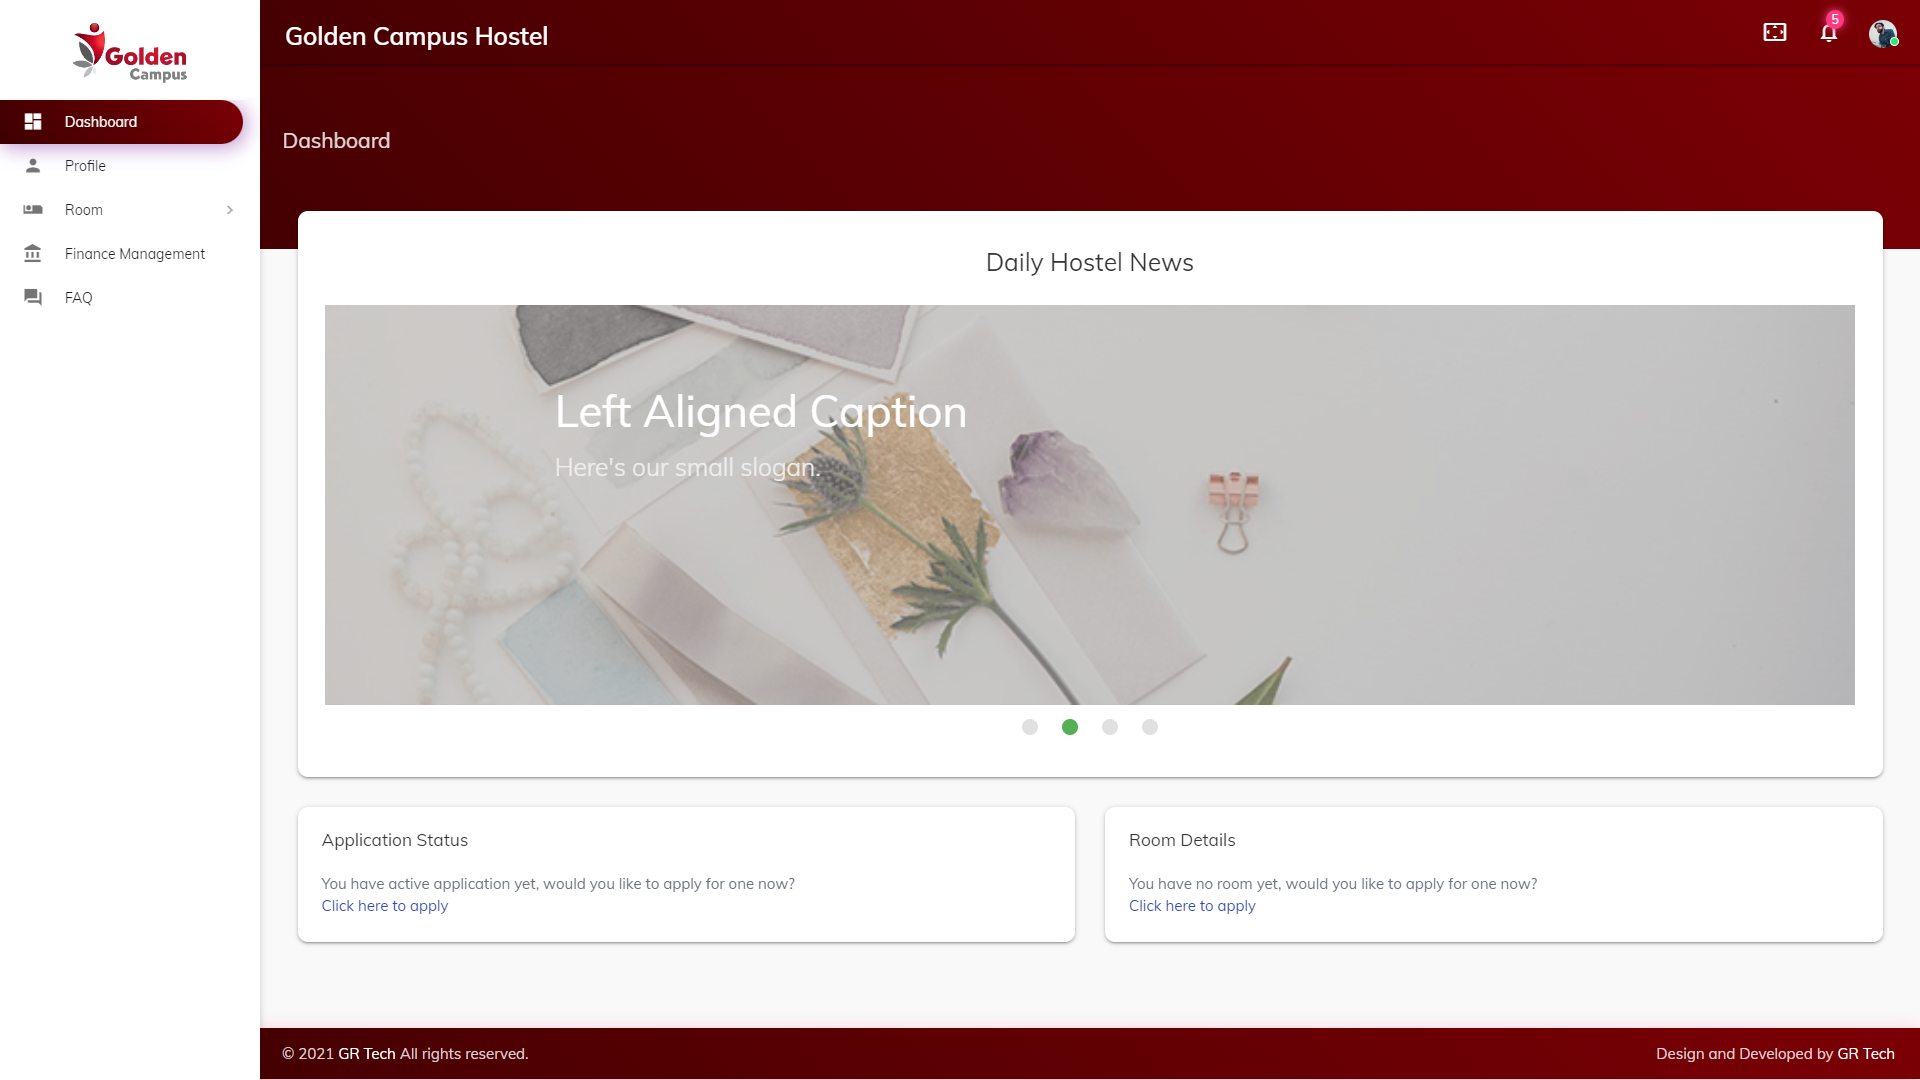 Golden
Campus
Golden Campus Hostel
5
Dashboard
Profile
Room
Finance Management
FAQ
Dashboard
Daily Hostel News
Left Aligned Caption
Here's our small slogan.
Application Status
You have active application yet, would you like to apply for one now?
Click here to apply
Room Details
You have no room yet, would you like to apply for one now?
Click here to apply
© 2021 GR Tech All rights reserved.
Design and Developed by GR Tech